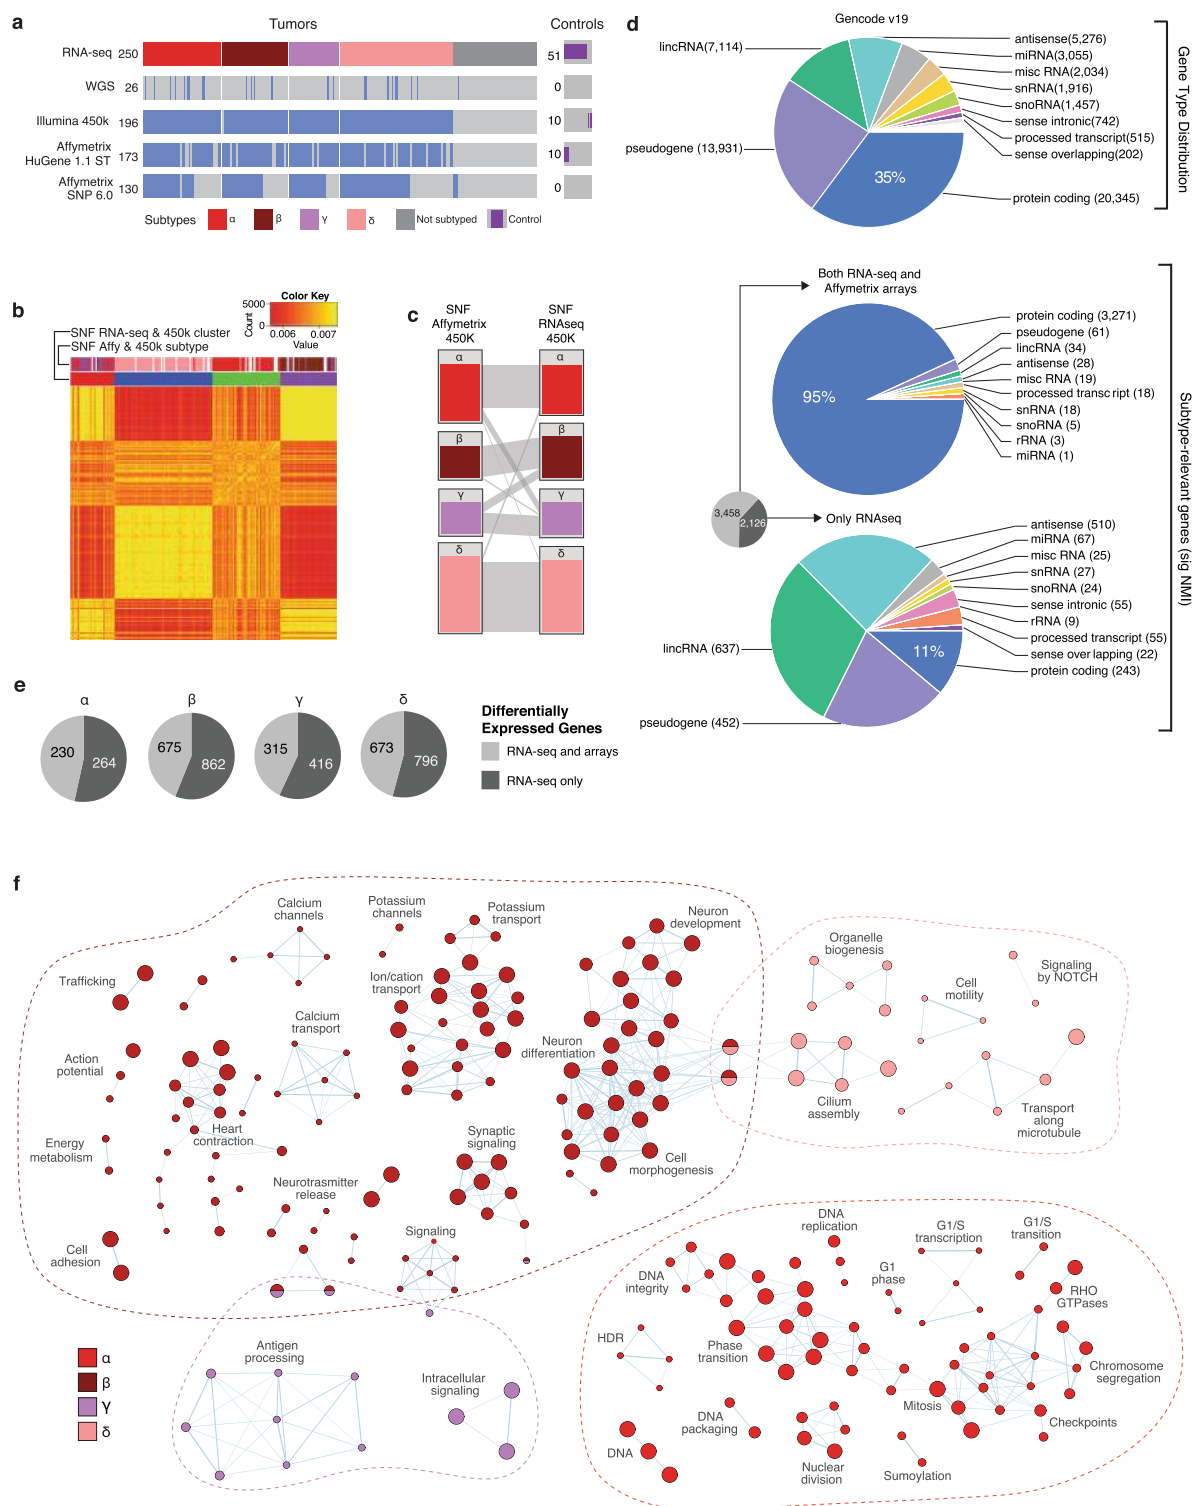 a
Tumors
Controls
RNA-seq 250
51
WGS 26
0
Illumina 450k 196
10
Affymetrix
HuGene 1.1 ST 173
10
Affymetrix
SNP 6.0 130
0
Subtypes α β γ δ Not subtyped Control
b
Color Key
5000
0
Count
0.006 0.007
Value
SNF RNA-seq & 450k cluster
SNF Affy & 450k subtype
c
SNF
Affymetrix
450K
SNF
RNAseq
450K
α α
β β
γ γ
δ δ
d
Gencode v19
lincRNA(7,114)
pseudogene (13,931)
35%
antisense(5,276)
miRNA(3,055)
misc RNA(2,034)
snRNA(1,916)
snoRNA(1,457)
sense intronic(742)
processed transcript(515)
sense overlapping(202)
protein coding (20,345)
Gene Type Distribution
Both RNA-seq and
Affymetrix arrays
95%
protein coding (3,271)
pseudogene (61)
lincRNA (34)
antisense (28)
misc RNA (19)
processed transcript (18)
snRNA (18)
snoRNA (5)
rRNA (3)
miRNA (1)
3,458
2,126
Only RNAseq
antisense (510)
miRNA (67)
misc RNA (25)
snRNA (27)
snoRNA (24)
sense intronic (55)
rRNA (9)
processed transcript (55)
sense over lapping (22)
protein coding (243)
11%
lincRNA (637)
pseudogene (452)
Subtype-relevant genes (sig NMI)
e
α
230
264
β
675
862
γ
315
416
δ
673
796
Differentially
Expressed Genes
RNA-seq and arrays
RNA-seq only
f
Calcium
channels
Potassium
channels
Potassium
transport
Neuron
development
Trafficking
Ion/cation
transport
Calcium
transport
Neuron
differentiation
Action
potential
Heart
contraction
Energy
metabolism
Synaptic
signaling
Cell
morphogenesis
Neurotrasmitter
release
Cell
adhesion
Signaling
Organelle
biogenesis
Signaling
by NOTCH
Cell
motility
Cilium
assembly
Transport
along
microtubule
Antigen
processing
Intracellular
signaling
α
β
γ
δ
DNA
replication
G1/S
transcription
G1/S
transition
DNA
integrity
G1
phase
RHO
GTPases
HDR
Phase
transition
Chromosome
segregation
Mitosis
Checkpoints
DNA
packaging
DNA
Nuclear
division
Sumoylation